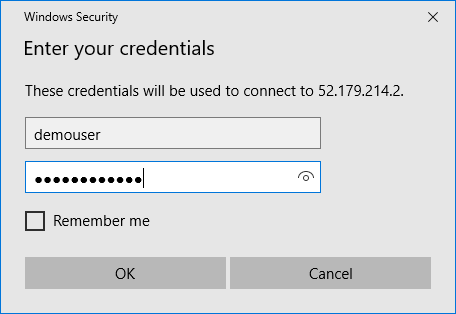 Windows Security
Enter your credentials
These credentials will be used to connect to 52.179.214.2.
demouser
●●●●●●●●●●●●
Remember me
OK
Cancel